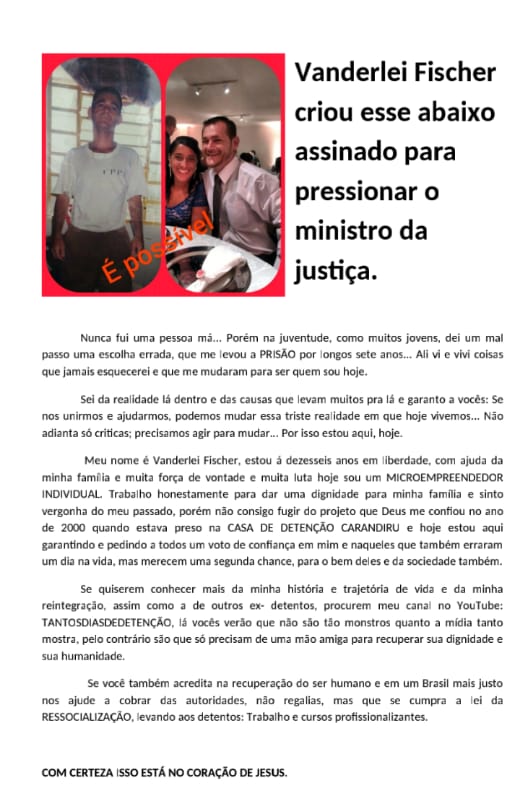 Vanderlei Fischer
criou esse abaixo
assinado para
pressionar o
ministro da
justiça.
É possível
Nunca fui uma pessoa má... Porém na juventude, como muitos jovens, dei um mal
passo uma escolha errada, que me levou a PRISÃO por longos sete anos... Ali vi e vivi coisas
que jamais esquecerei e que me mudaram para ser quem sou hoje.
Sei da realidade lá dentro e das causas que levam muitos pra lá e garanto a vocês: Se
nos unirmos e ajudarmos, podemos mudar essa triste realidade em que hoje vivemos... Não
adianta só criticas; precisamos agir para mudar... Por isso estou aqui, hoje.
Meu nome é Vanderlei Fischer, estou á dezesseis anos em liberdade, com ajuda da
minha família e muita força de vontade e muita luta hoje sou um MICROEMPREENDEDOR
INDIVIDUAL. Trabalho honestamente para dar uma dignidade para minha família e sinto
vergonha do meu passado, porém não consigo fugir do projeto que Deus me confiou no ano
de 2000 quando estava preso na CASA DE DETENÇÃO CARANDIRU e hoje estou aqui
garantindo e pedindo a todos um voto de confiança em mim e naqueles que também erraram
um dia na vida, mas merecem uma segunda chance, para o bem deles e da sociedade também.
Se quiserem conhecer mais da minha história e trajetória de vida e da minha
reintegração, assim como a de outros ex- detentos, procurem meu canal no YouTube:
TANTOSDIASDEDETENÇÃO, lá vocês verão que não são tão monstros quanto a mídia tanto
mostra, pelo contrário são que só precisam de uma mão amiga para recuperar sua dignidade e
sua humanidade.
Se você também acredita na recuperação do ser humano e em um Brasil mais justo
nos ajude a cobrar das autoridades, não regalias, mas que se cumpra a lei da
RESSOCIALIZAÇÃO, levando aos detentos: Trabalho e cursos profissionalizantes.
COM CERTEZA ISSO ESTÁ NO CORAÇÃO DE JESUS.